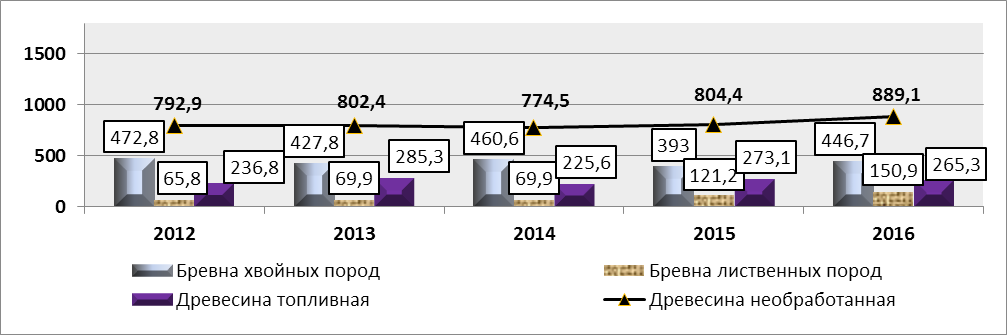 1500
1000
500
0
792,9 802,4 774,5 804,4 889,1
472,8 427,8 460,6 393 446,7
65,8 236,8 69,9 285,3 69,9 225,6 121,2 273,1 150,9 265,3
2012 2013 2014 2015 2016
Бревна хвойных пород Бревна лиственных пород
Древесина топливная Древесина необработанная